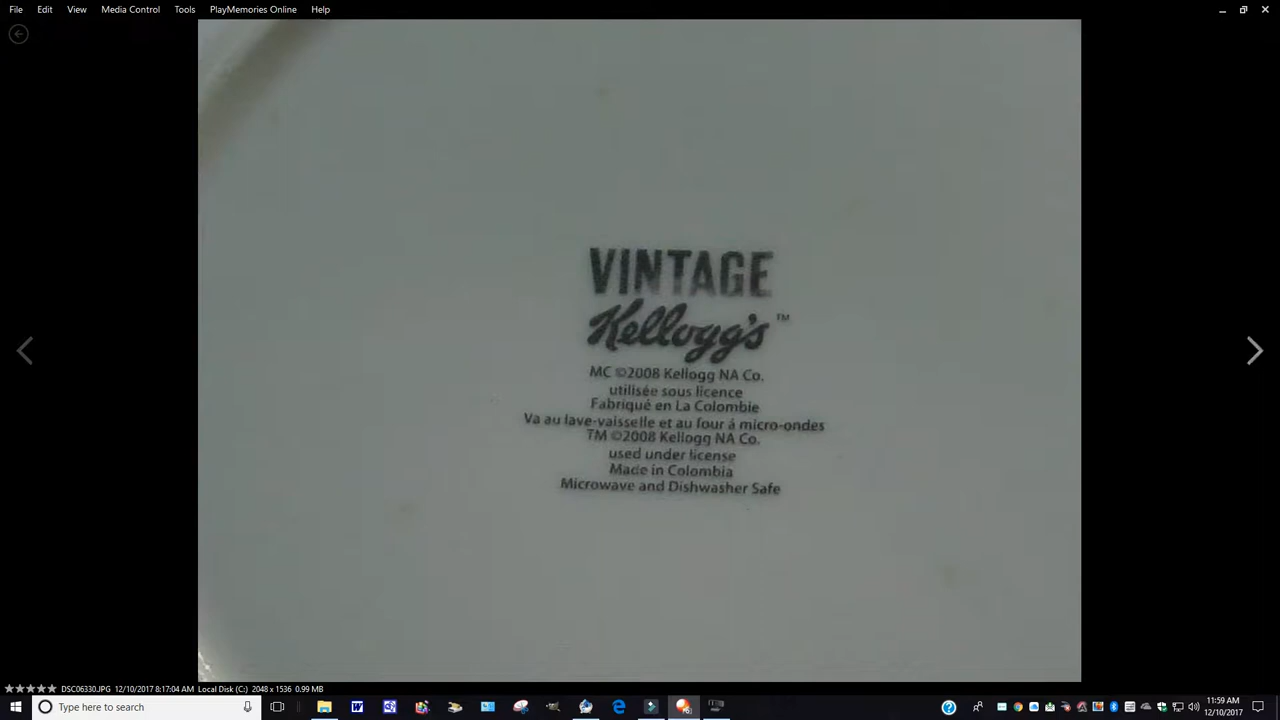 File Edit View Media Control Tools PlayMemories Online Help
VINTAGE
Kellogg's™
MC ©2008 Kellogg NA Co.
utilisée sous licence
Fabriqué en La Colombie
Va au lave-vaisselle et au four á micro-ondes
TM ©2008 Kellogg NA Co.
used under license
Made in Colombia
Microwave and Dishwasher Safe
DSC06330.JPG 12/10/2017 8:17:04 AM Local Disk (C:) 2048 x 1536 0.99 MB
Type here to search
11:59 AM
12/10/2017